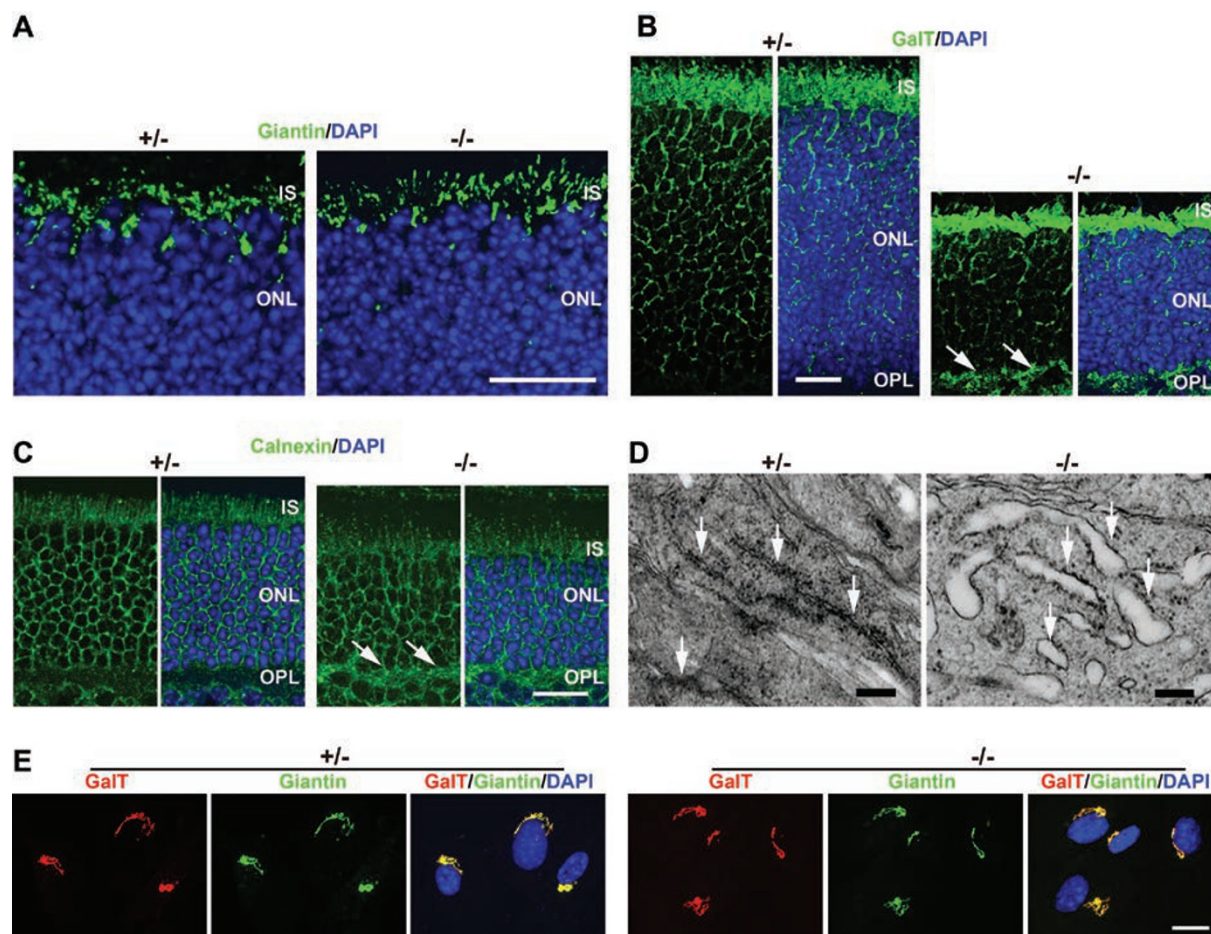 A
+/-
Giantin/DAPI
-/-
IS
IS
ONL
ONL
B
+/-
GalT/DAPI
IS
-/-
IS
ONL
ONL
OPL
OPL
C
Calnexin/DAPI
+/-
-/-
IS
IS
ONL
ONL
OPL
OPL
D
+/-
-/-
E
+/-
GalT
Giantin
GalT/Giantin/DAPI
-/-
GalT
Giantin
GalT/Giantin/DAPI